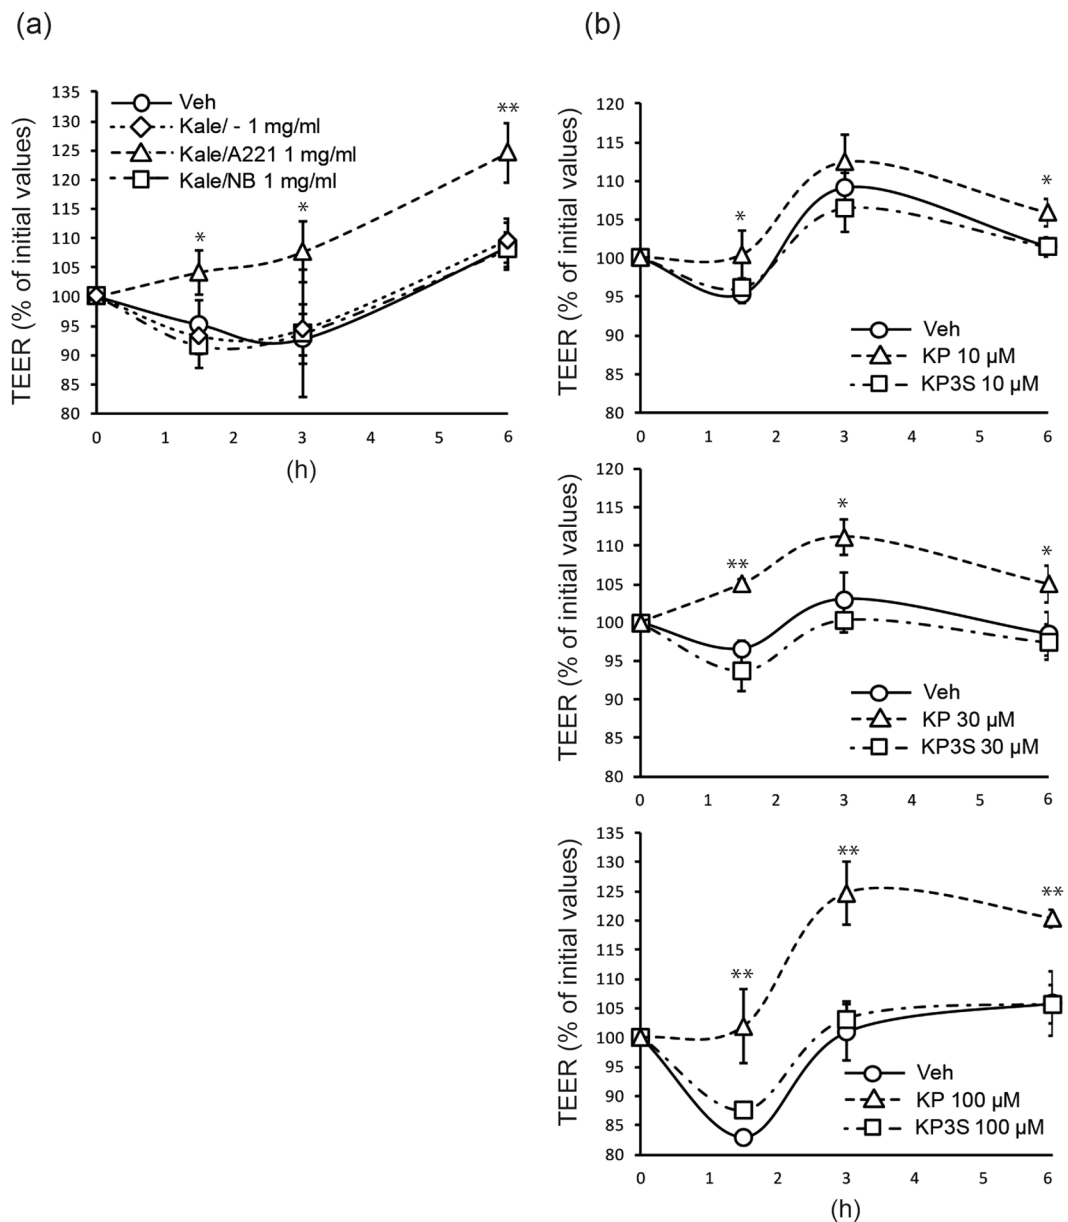 (a)
TEER (% of initial values)
135
130
125
120
115
110
105
100
95
90
85
80
Veh
Kale/ - 1 mg/ml
Kale/A221 1 mg/ml
Kale/NB 1 mg/ml
*
*
**
0 1 2 3 4 5 6
(h)
(b)
TEER (% of initial values)
120
115
110
105
100
95
90
85
80
*
*
Veh
KP 10 µM
KP3S 10 µM
0 1 2 3 4 5 6
TEER (% of initial values)
120
115
110
105
100
95
90
85
80
**
*
*
Veh
KP 30 µM
KP3S 30 µM
0 1 2 3 4 5 6
TEER (% of initial values)
135
130
125
120
115
110
105
100
95
90
85
80
**
**
**
Veh
KP 100 µM
KP3S 100 µM
0 1 2 3 4 5 6
(h)